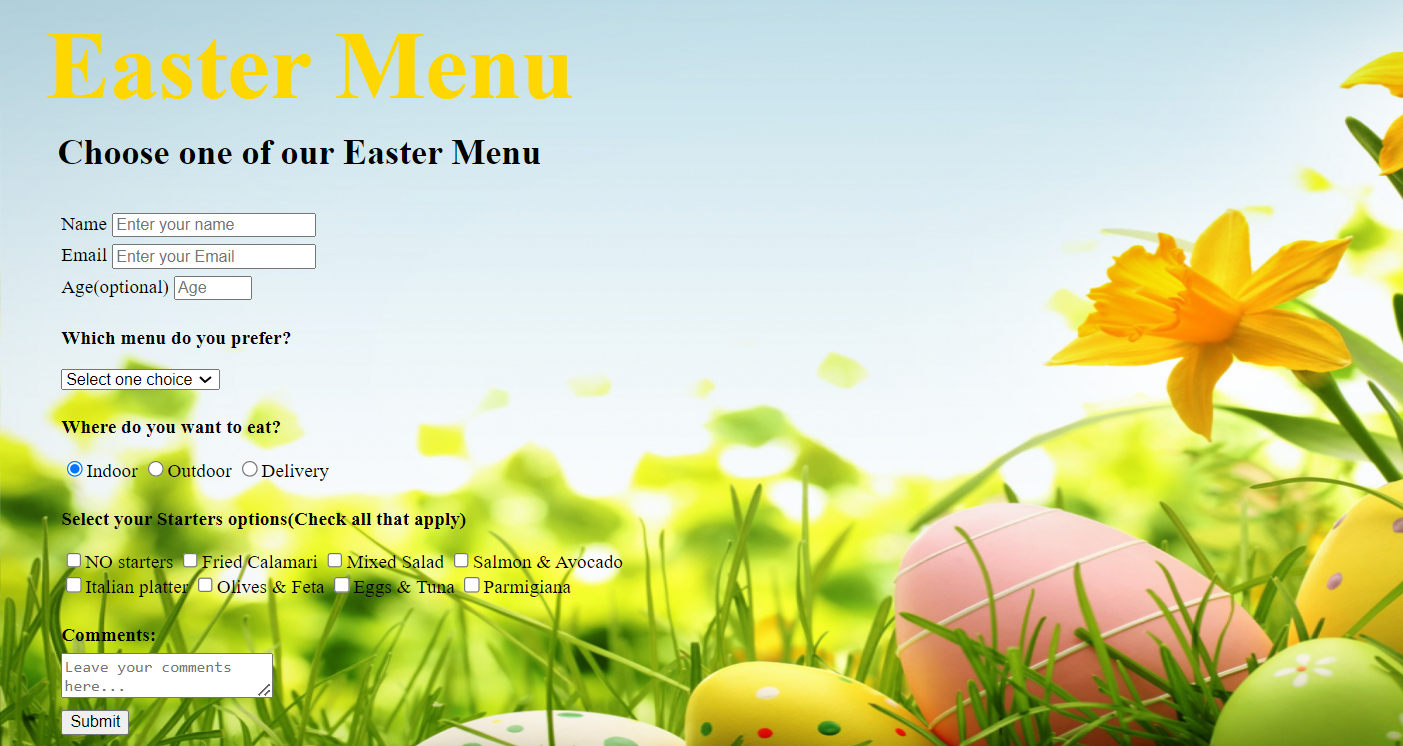 Easter Menu
Choose one of our Easter Menu
Name Enter your name
Email Enter your Email
Age(optional) Age
Which menu do you prefer?
Select one choice
Where do you want to eat?
Indoor Outdoor Delivery
Select your Starters options(Check all that apply)
NO starters Fried Calamari Mixed Salad Salmon & Avocado
Italian platter Olives & Feta Eggs & Tuna Parmigiana
Comments:
Leave your comments
here...
Submit